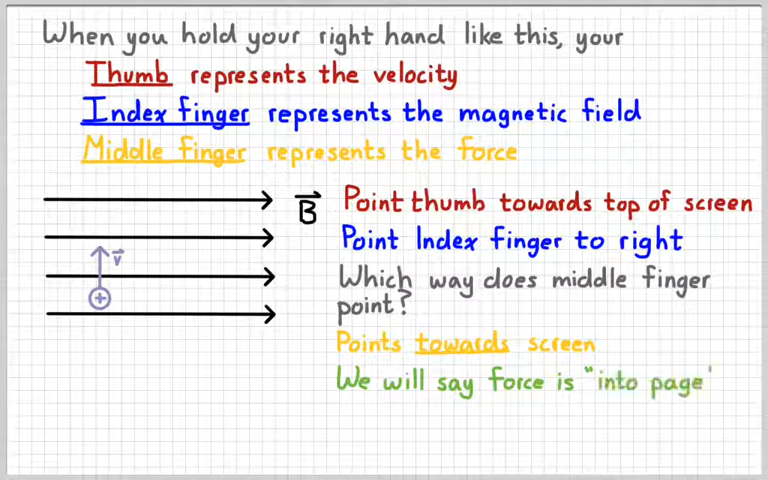 When you hold your right hand like this, your
Thumb represents the velocity
Index finger represents the magnetic field
Middle finger represents the force
B
Point thumb towards top of screen
Point Index finger to right
v
Which way does middle finger
point?
+
Points towards screen
We will say force is "into page"